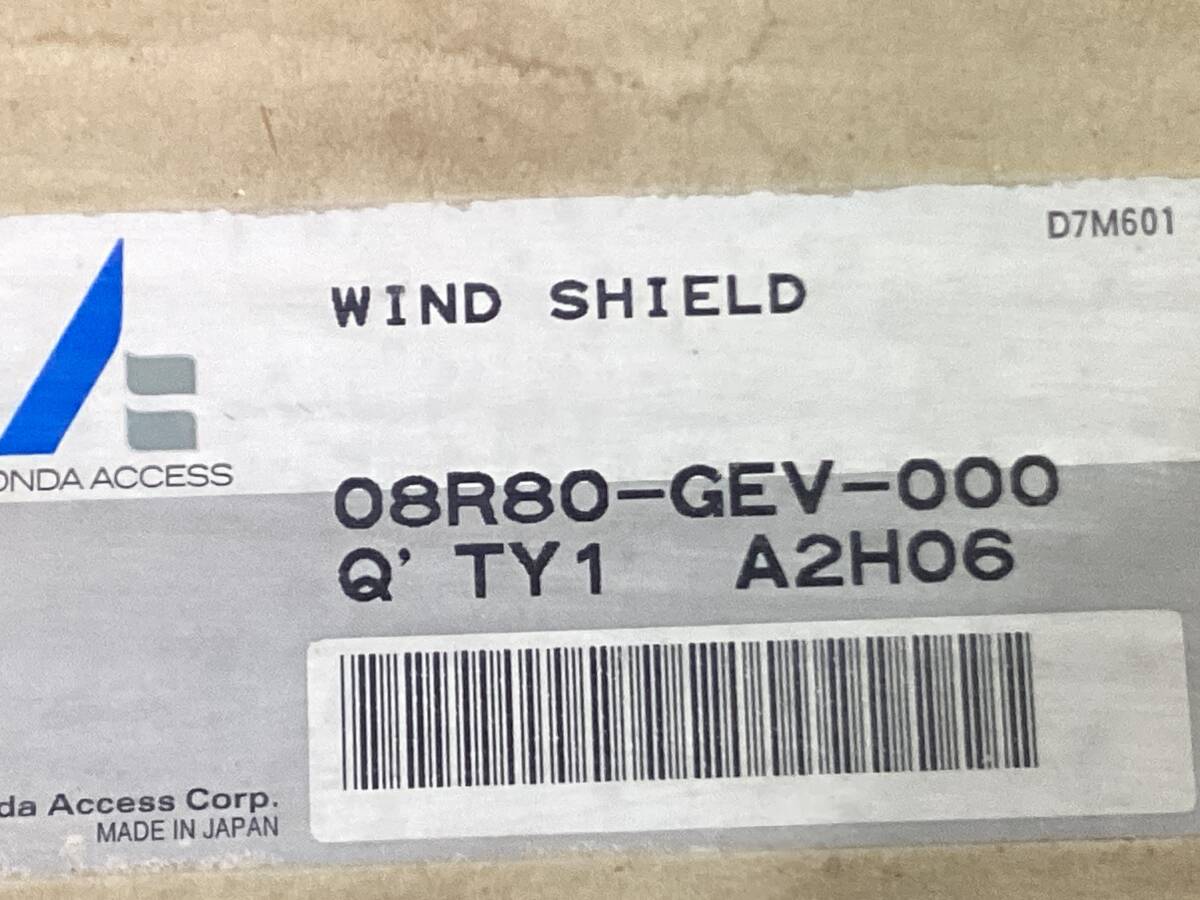 D7M601
WIND SHIELD
ONDA ACCESS
08R80-GEV-000
Q'TY1 A2H06
da Access Corp.
MADE IN JAPAN